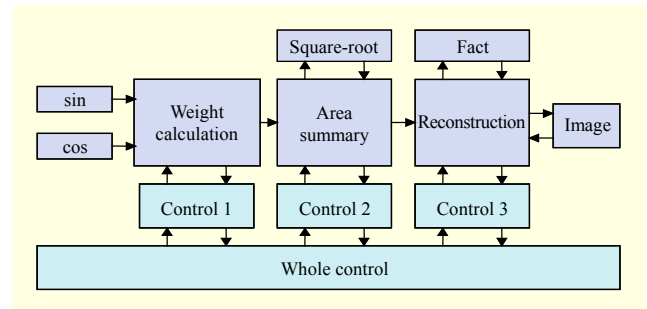 Square-root
Fact
sin
cos
Weight
calculation
Area
summary
Reconstruction
Image
Control 1
Control 2
Control 3
Whole control